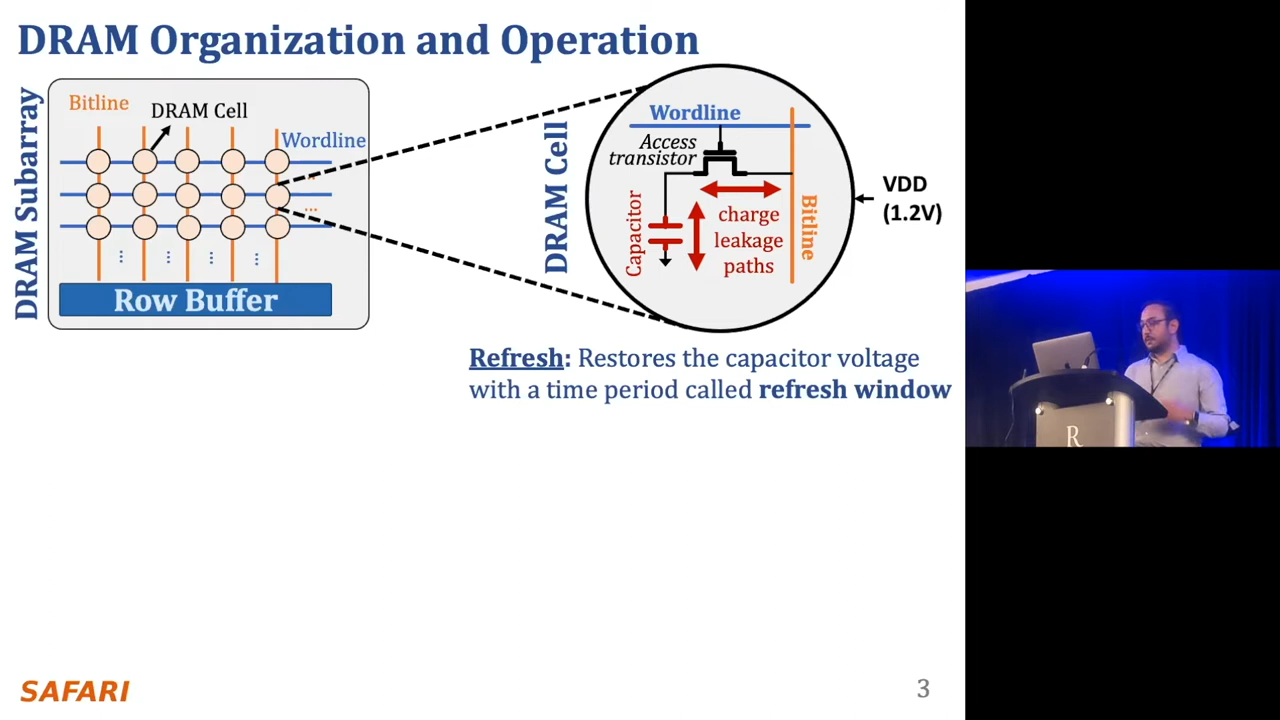 DRAM Organization and Operation
DRAM Subarray
Bitline
DRAM Cell
Wordline
...
...
Row Buffer
DRAM Cell
Wordline
Access
transistor
Capacitor
charge
leakage
paths
Bitline
VDD
(1.2V)
Refresh: Restores the capacitor voltage
with a time period called refresh window
SAFARI
3
R